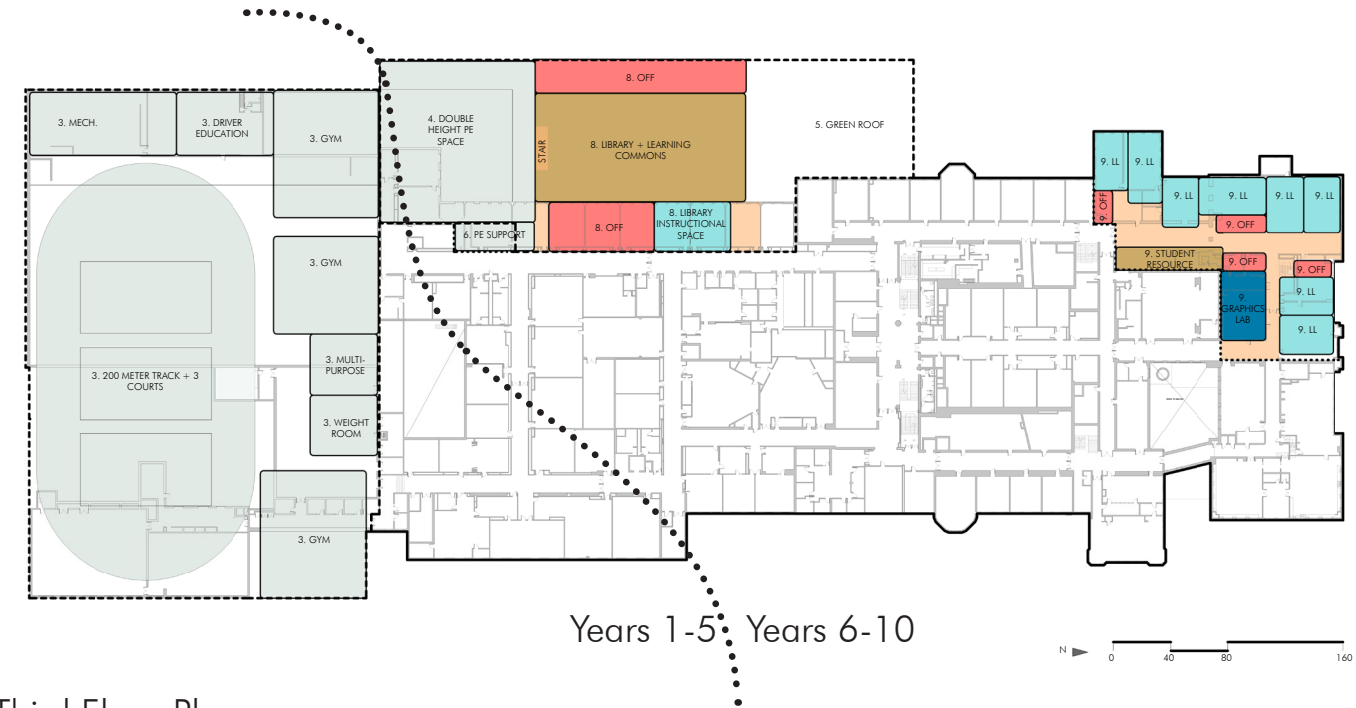 8. OFF
3. MECH.
3. DRIVER
EDUCATION
3. GYM
4. DOUBLE
HEIGHT PE
SPACE
STAIR
8. LIBRARY + LEARNING
COMMONS
5. GREEN ROOF
9. LL
9. LL
9. LL
9. LL
9. LL
9. LL
9. OFF
9. OFF
6. PE SUPPORT
8. OFF
8. LIBRARY
INSTRUCTIONAL
SPACE
3. GYM
9. STUDENT
RESOURCE
9. OFF
9. OFF
9.
GRAPHICS
LAB
9. LL
9. LL
3. MULTI-
PURPOSE
3. 200 METER TRACK + 3
COURTS
3. WEIGHT
ROOM
3. GYM
Years 1-5
Years 6-10
N
0 40 80 160